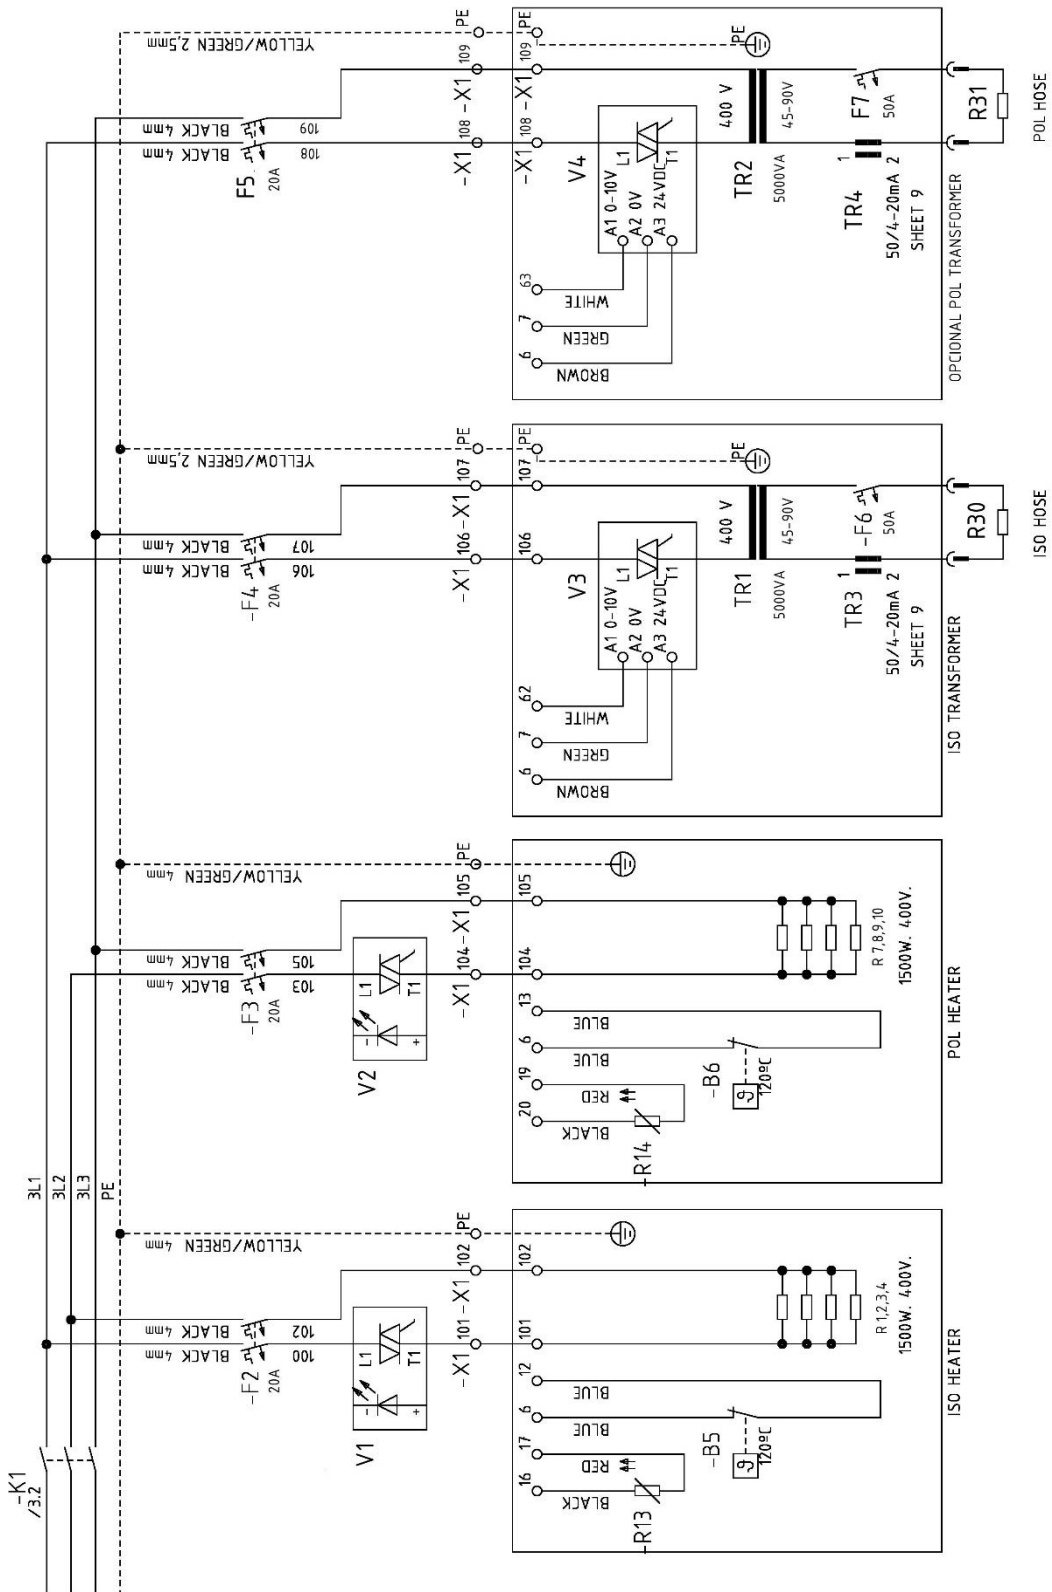 -K1
/3.2
3L1
3L2
3L3
PE
-F2
20A
BLACK 4mm
BLACK 4mm
100
102
YELLOW/GREEN 4mm
V1
L1
T1
-
+
-X1 101
-X1 102
PE
16
17
6
12
101
102
BLACK
RED
BLUE
BLUE
-R13
-B5
120ºC
R 1,2,3,4
1500W. 400V.
ISO HEATER
-F3
20A
BLACK 4mm
BLACK 4mm
103
105
YELLOW/GREEN 4mm
V2
L1
T1
-
+
-X1 104
-X1 105
PE
20
19
6
13
104
105
BLACK
RED
BLUE
BLUE
-R14
-B6
120ºC
R 7,8,9,10
1500W. 400V.
POL HEATER
-F4
20A
BLACK 4mm
BLACK 4mm
106
107
YELLOW/GREEN 2,5mm
-X1 106
-X1 107
PE
6
7
62
106
107
PE
BROWN
GREEN
WHITE
V3
A1 0-10V
A2 0V
A3 24VDC
L1
T1
PE
400 V
TR1
5000VA
45-90V
TR3
1
2
50/4-20mA
SHEET 9
-F6
50A
ISO TRANSFORMER
R30
ISO HOSE
F5
20A
BLACK 4mm
BLACK 4mm
108
109
YELLOW/GREEN 2,5mm
-X1 108
-X1 109
PE
6
7
63
-X1 108
-X1 109
PE
BROWN
GREEN
WHITE
V4
A1 0-10V
A2 0V
A3 24VDC
L1
T1
PE
400 V
TR2
5000VA
45-90V
TR4
1
2
50/4-20mA
SHEET 9
F7
50A
OPCIONAL POL TRANSFORMER
R31
POL HOSE